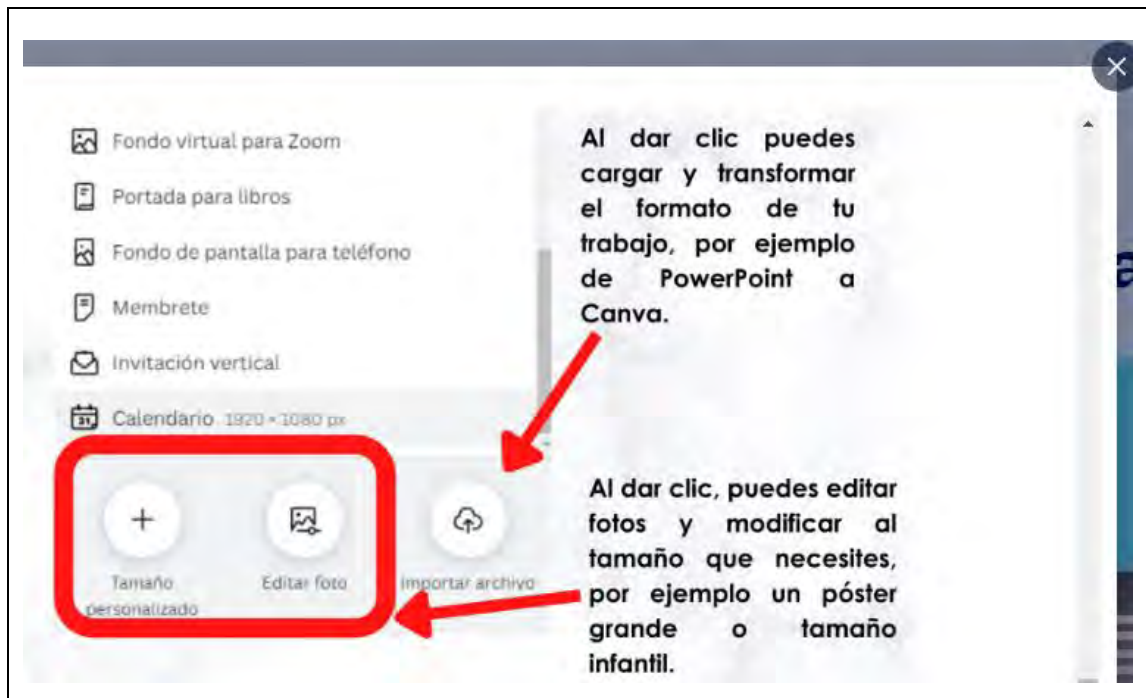 Fondo virtual para Zoom
Portada para libros
Fondo de pantalla para teléfono
Membrete
Invitación vertical
Calendario 1920 × 1080 px
Tamaño
personalizado
Editar foto
Importar archivo
Al dar clic puedes
cargar y transformar
el formato de tu
trabajo, por ejemplo
de PowerPoint a
Canva.
Al dar clic, puedes editar
fotos y modificar al
tamaño que necesites,
por ejemplo un póster
grande o tamaño
infantil.